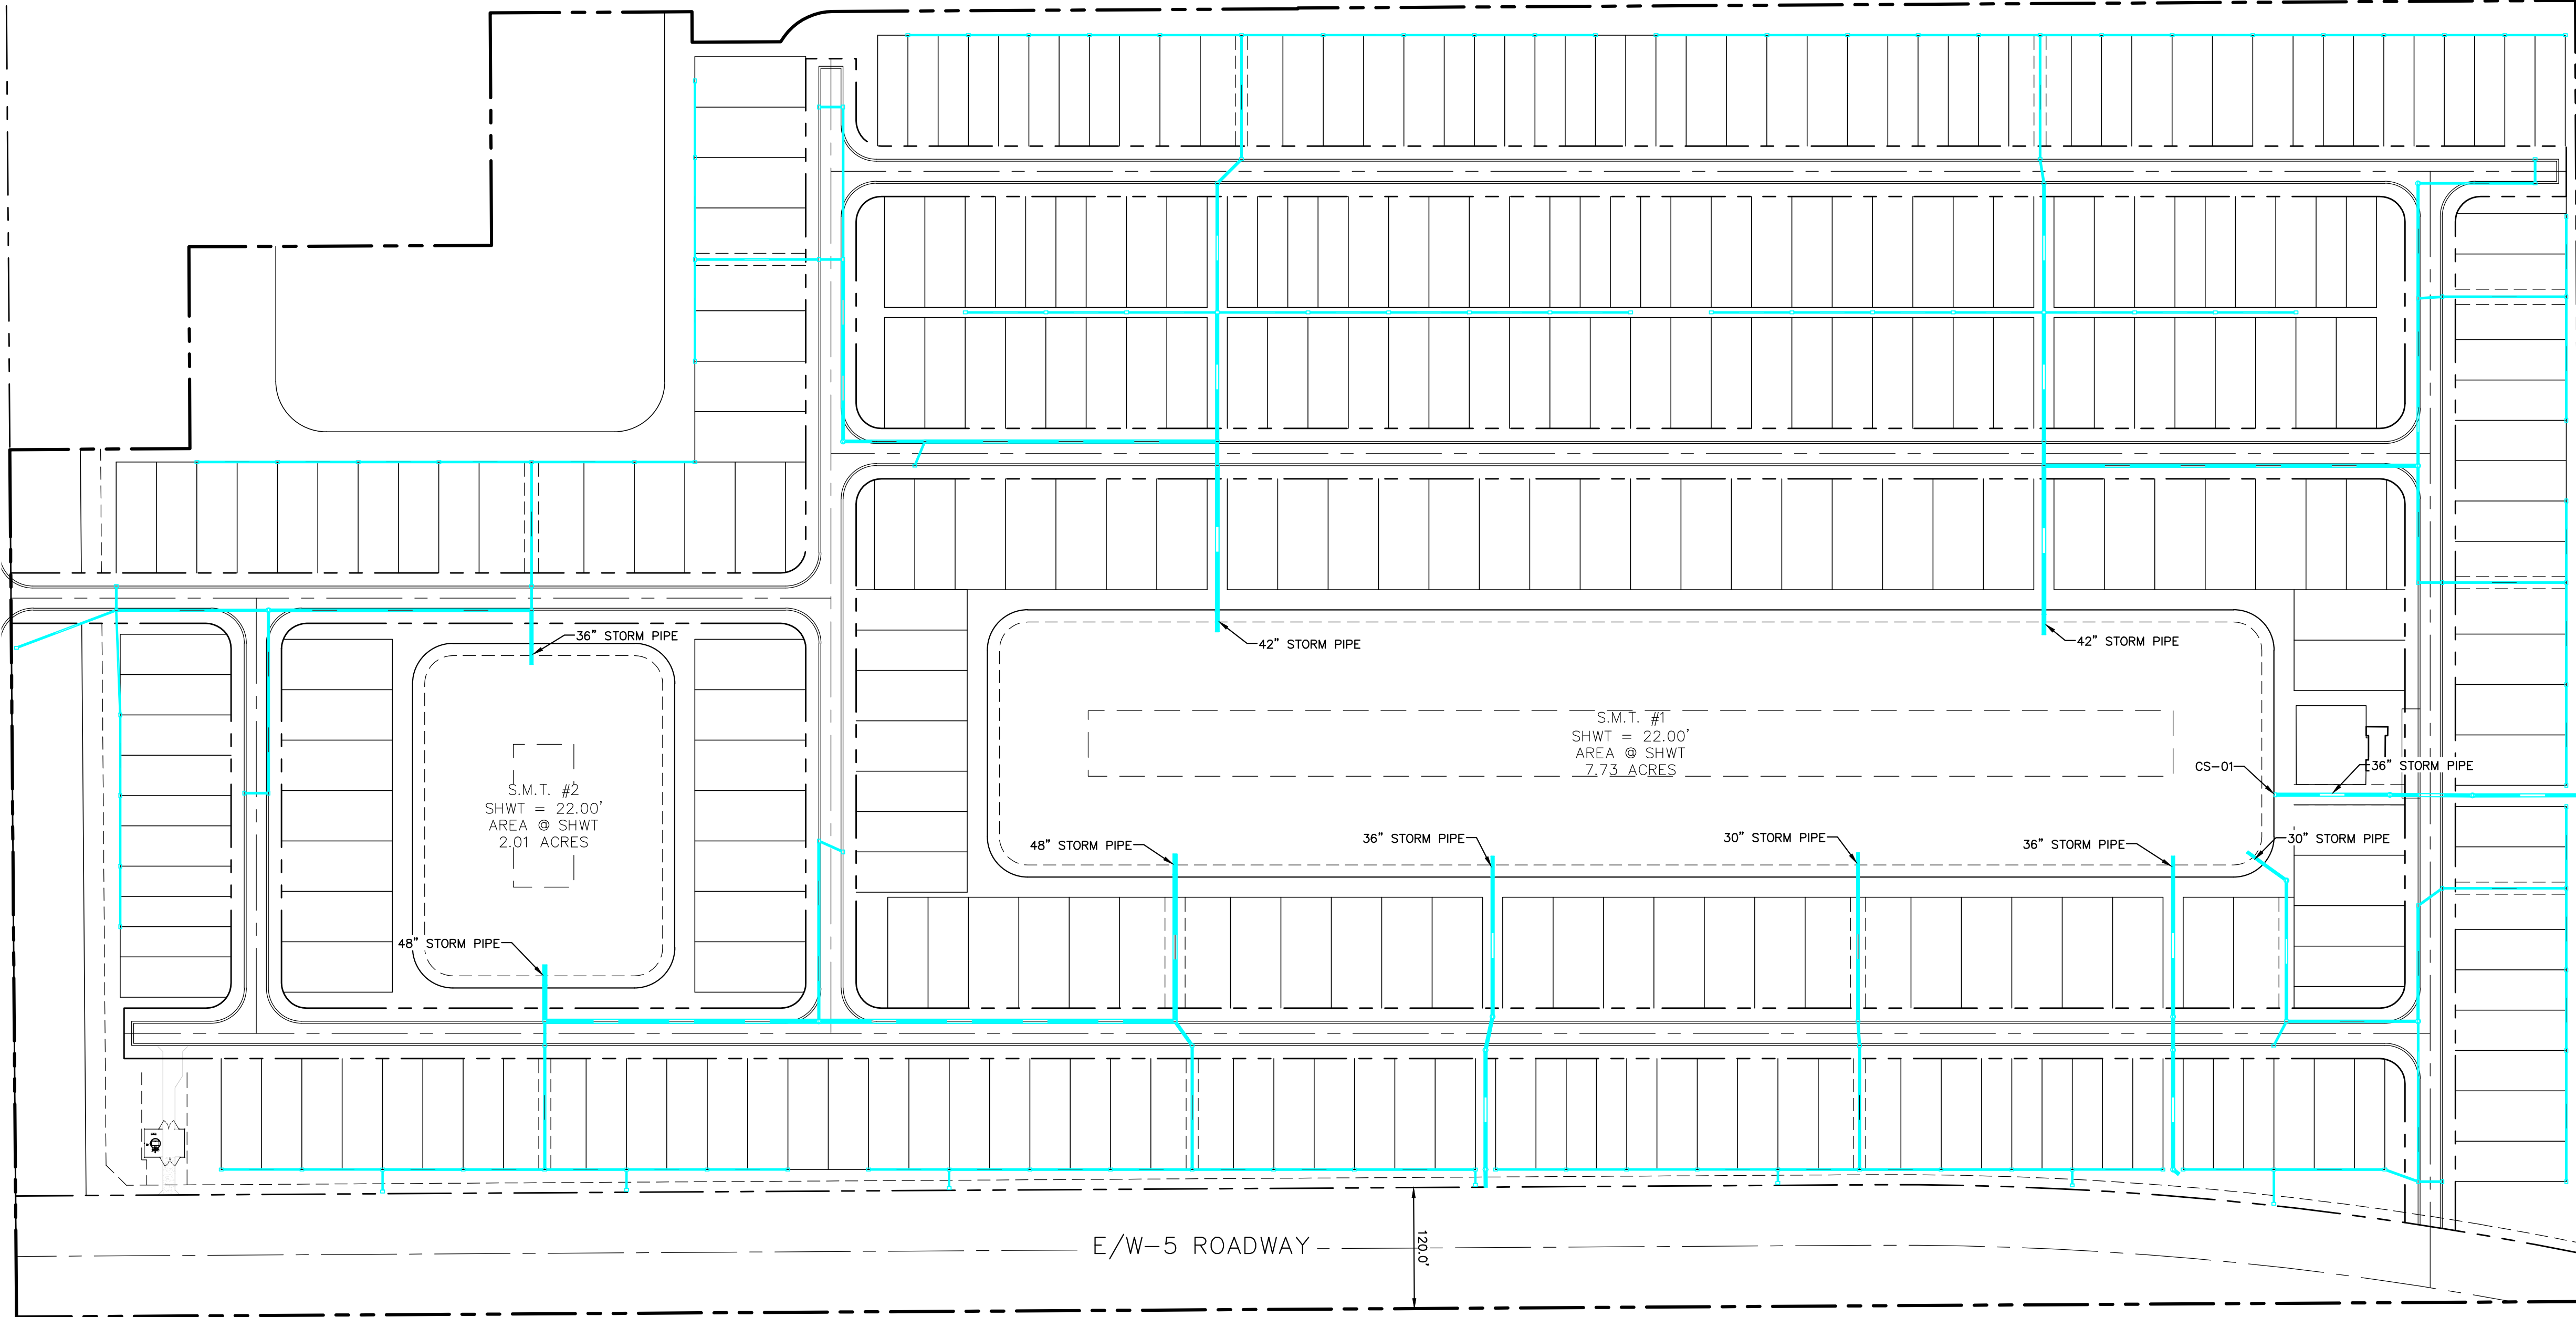 36” STORM PIPE
42” STORM PIPE
42” STORM PIPE
S.M.T. #1
SHWT = 22.00'
AREA @ SHWT
7.73 ACRES
CS-01
36” STORM PIPE
S.M.T. #2
SHWT = 22.00'
AREA @ SHWT
2.01 ACRES
48” STORM PIPE
36” STORM PIPE
30” STORM PIPE
36” STORM PIPE
30” STORM PIPE
48” STORM PIPE
E/W-5 ROADWAY
120.0'